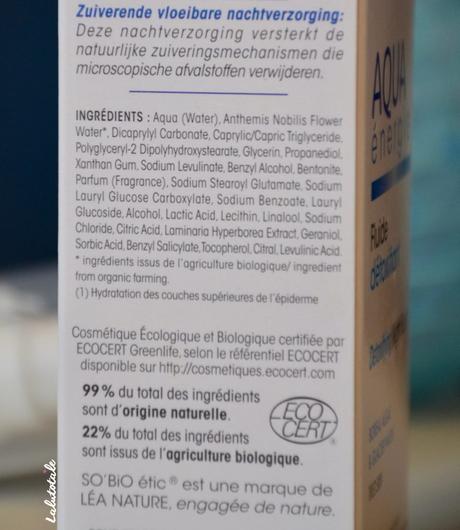 Zuiverende vloeibare nachtverzorging:
Deze nachtverzorging versterkt de
natuurlijke zuiveringsmechanismen die
microscopische afvalstoffen verwijderen.
INGRÉDIENTS : Aqua (Water), Anthemis Nobilis Flower
Water*, Dicaprylyl Carbonate, Caprylic/Capric Triglyceride,
Polyglyceryl-2 Dipolyhydroxystearate, Glycerin, Propanediol,
Xanthan Gum, Sodium Levulinate, Benzyl Alcohol, Bentonite,
Parfum (Fragrance), Sodium Stearoyl Glutamate, Sodium
Lauryl Glucose Carboxylate, Sodium Benzoate, Lauryl
Glucoside, Alcohol, Lactic Acid, Lecithin, Linalool, Sodium
Chloride, Citric Acid, Laminaria Hyperborea Extract, Geraniol,
Sorbic Acid, Benzyl Salicylate, Tocopherol, Citral, Levulinic Acid.
* ingrédients issus de l'agriculture biologique/ ingredient
from organic farming.
(1) Hydratation des couches supérieures de l'épiderme
Cosmétique Écologique et Biologique certifiée par
ECOCERT Greenlife, selon le référentiel ECOCERT
disponible sur http://cosmetiques.ecocert.com
99% du total des ingrédients
sont d'origine naturelle.
22% du total des ingrédients
sont issus de l'agriculture biologique.
ECO
CERT
SO'BiO étic ® est une marque de
LÉA NATURE, engagée de nature.
AQUA
énergie
Fluide
détoxifiant
Lalutotale